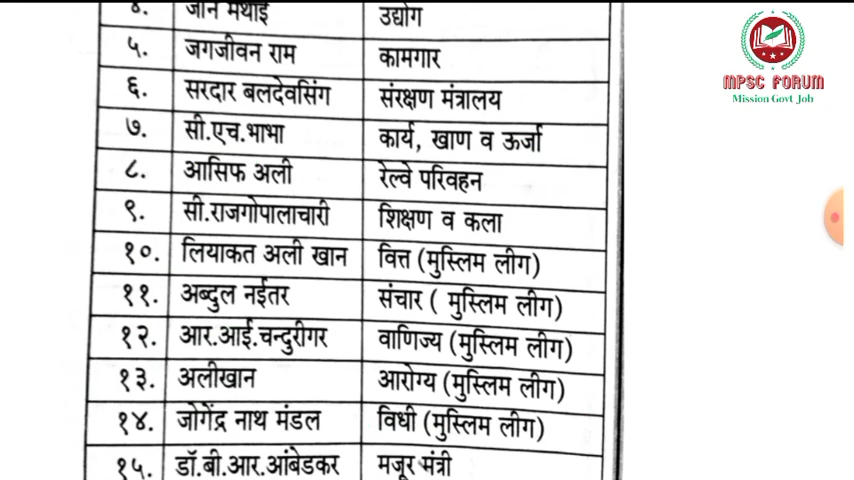 ४. जॉन मथाई उद्योग
५. जगजीवन राम कामगार
६. सरदार बलदेवसिंग संरक्षण मंत्रालय
७. सी.एच.भाभा कार्य, खाण व ऊर्जा
८. आसिफ अली रेल्वे परिवहन
९. सी.राजगोपालाचारी शिक्षण व कला
१०. लियाकत अली खान वित्त (मुस्लिम लीग)
११. अब्दुल नईतर संचार ( मुस्लिम लीग)
१२. आर.आई.चन्दुरीगर वाणिज्य (मुस्लिम लीग)
१३. अलीखान आरोग्य (मुस्लिम लीग)
१४. जोगेंद्र नाथ मंडल विधी (मुस्लिम लीग)
१५. डॉ.बी.आर.आंबेडकर मजूर मंत्री
MPSC FORUM
Mission Govt Job